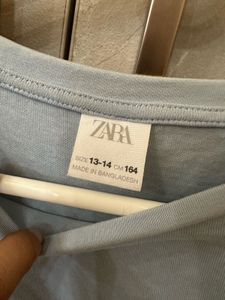 ZARA
SIZE 13-14 CM 164
MADE IN BANGLADESH